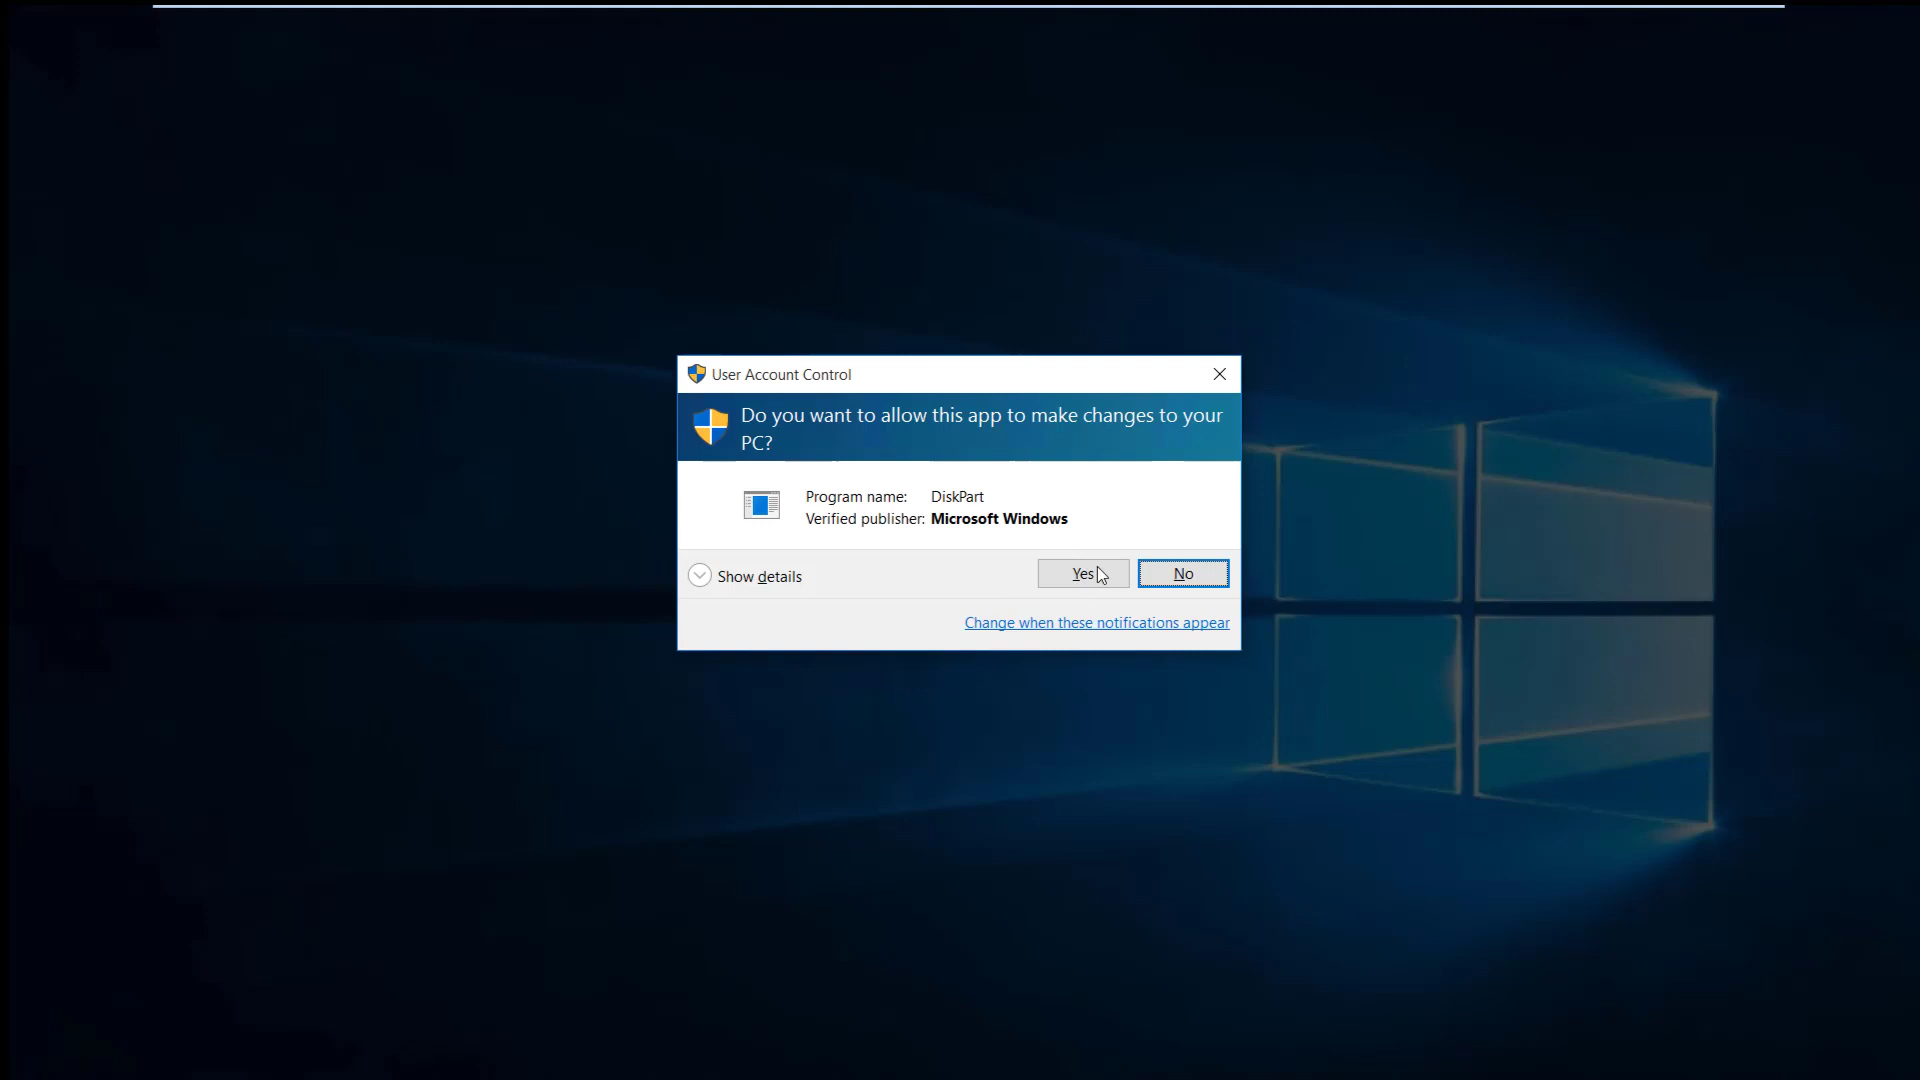 User Account Control
Do you want to allow this app to make changes to your
PC?
Program name: DiskPart
Verified publisher: Microsoft Windows
Show details
Yes
No
Change when these notifications appear